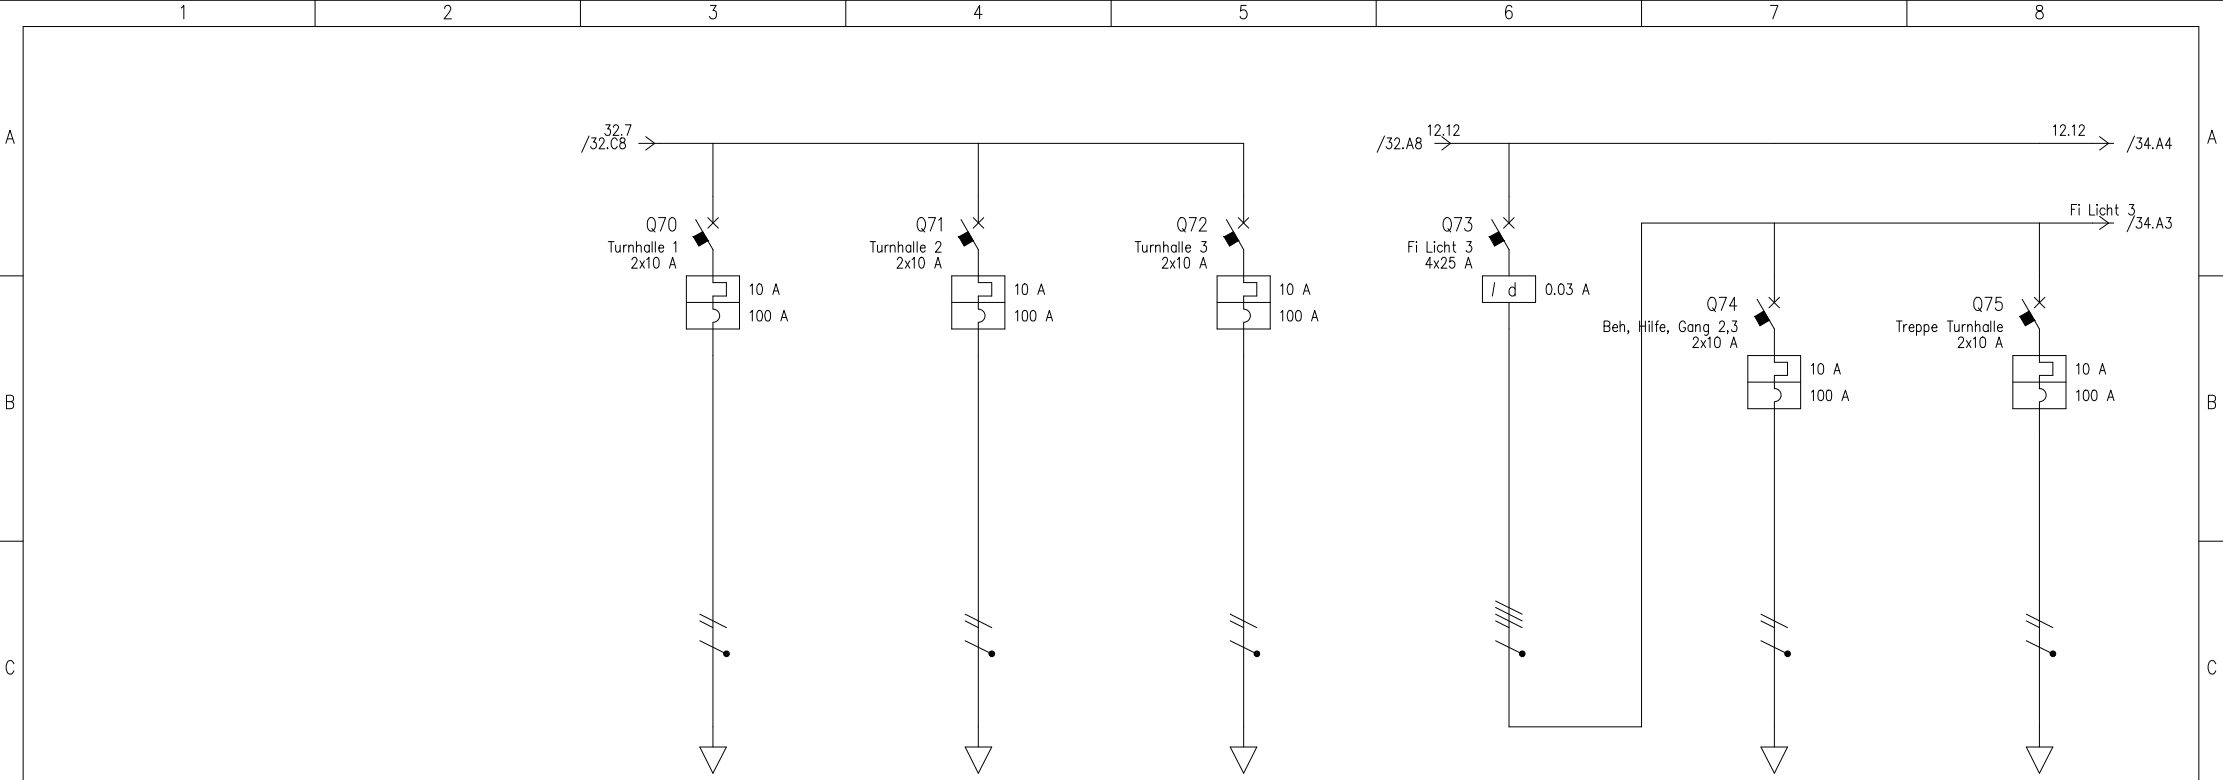 1 2 3 4 5 6 7 8
A A
32.7 12.12 12.12
/32.C8 /32.A8 /34.A4
Fi Licht 3
/34.A3
Q70 Q71 Q72 Q73
Turnhalle 1 Turnhalle 2 Turnhalle 3 Fi Licht 3
2x10 A 2x10 A 2x10 A 4x25 A
10 A 10 A 10 A I d 0.03 A
100 A 100 A 100 A
Q74 Q75
Beh, Hilfe, Gang 2,3 Treppe Turnhalle
2x10 A 2x10 A
10 A 10 A
100 A 100 A
B B
C C